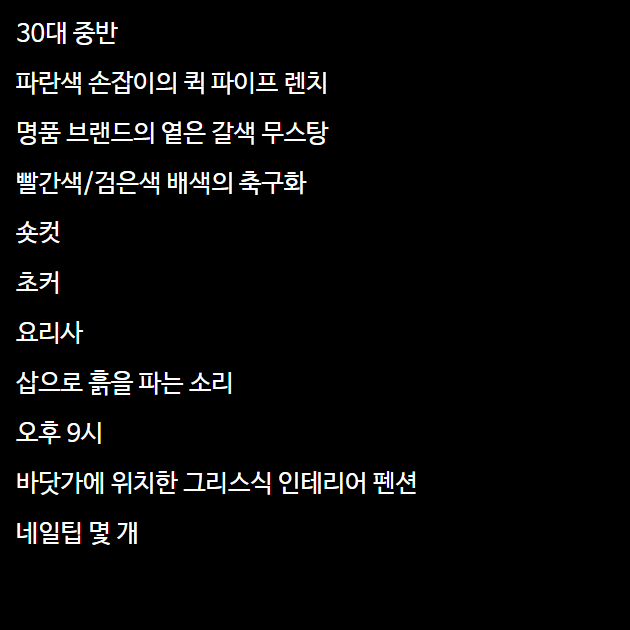 30대 중반
파란색 손잡이의 퀵 파이프 렌치
명품 브랜드의 옅은 갈색 무스탕
빨간색/검은색 배색의 축구화
숏컷
초커
요리사
삽으로 흙을 파는 소리
오후 9시
바닷가에 위치한 그리스식 인테리어 펜션
네일팁 몇 개